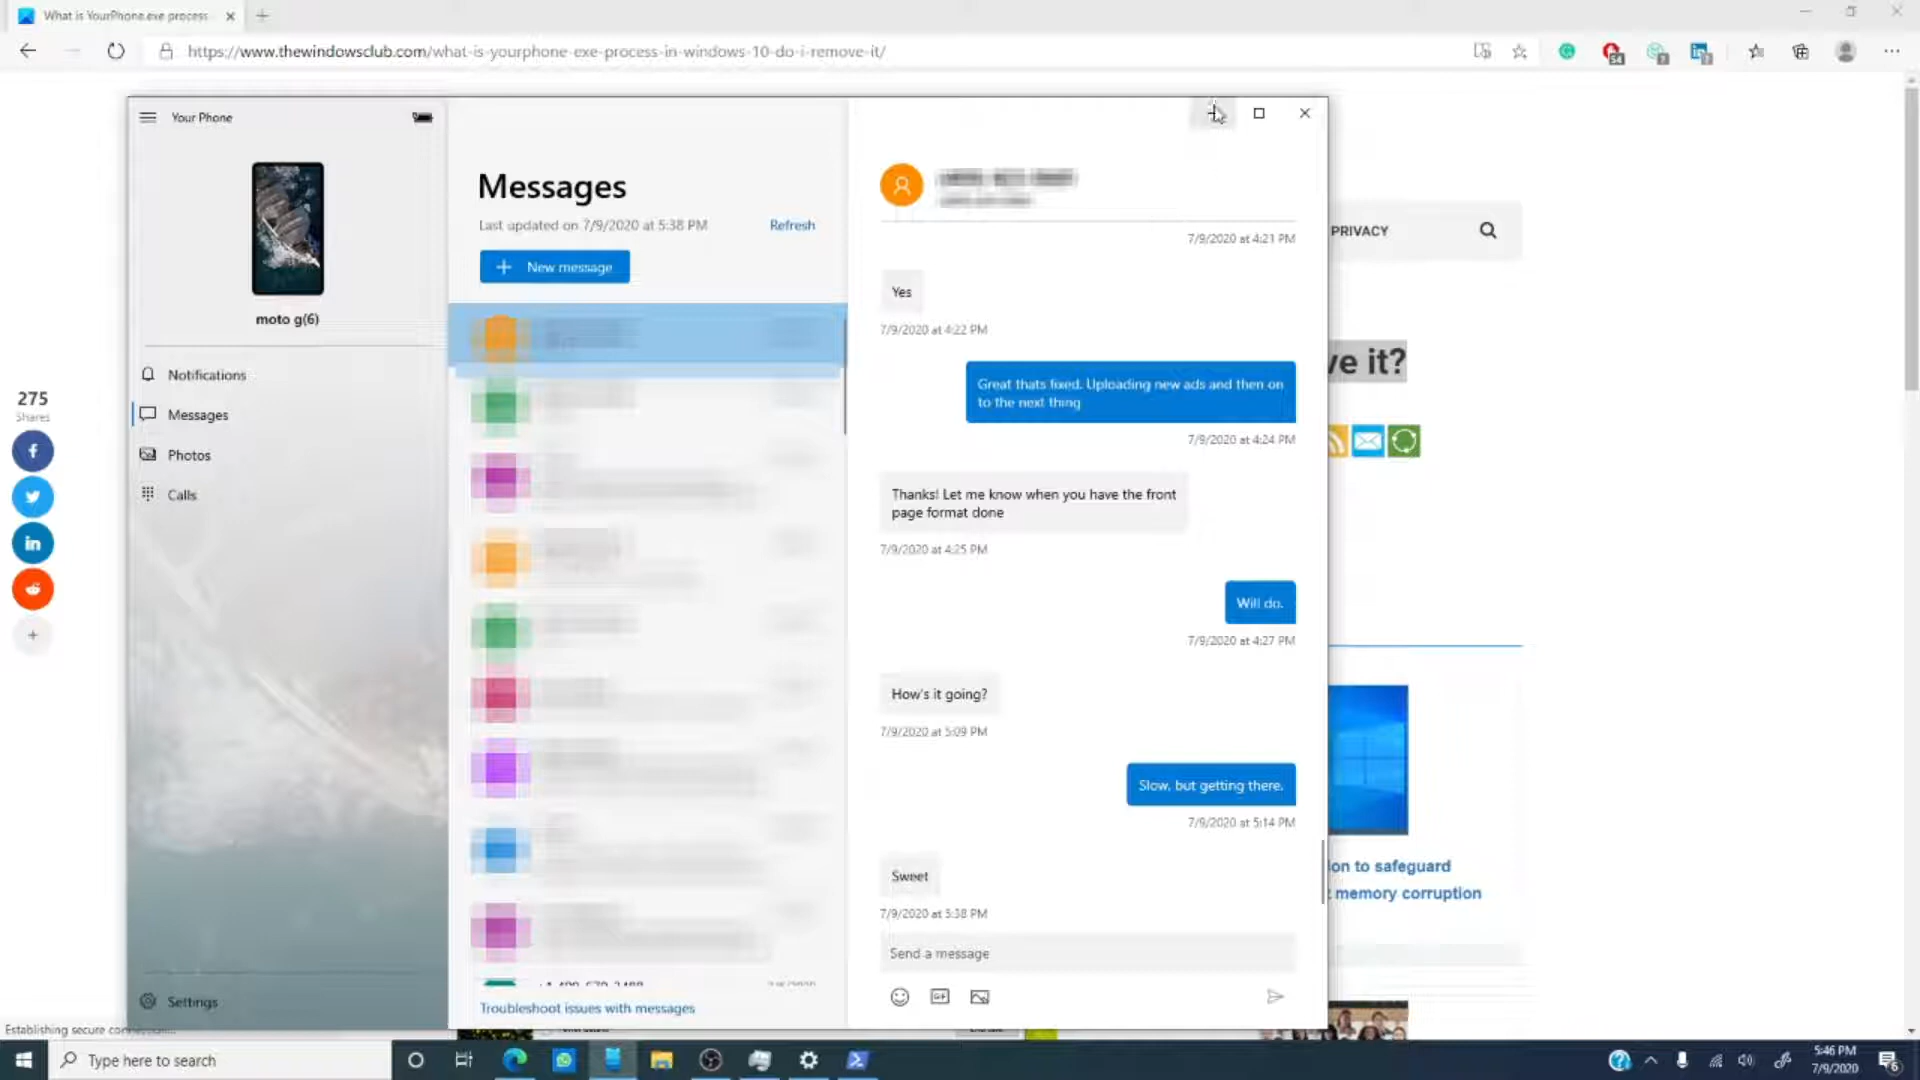 What is YourPhone.exe process
https://www.thewindowsclub.com/what-is-yourphone-exe-process-in-windows-10-do-i-remove-it/
54
Your Phone
moto g(6)
Notifications
Messages
Photos
Calls
Settings
Messages
Last updated on 7/9/2020 at 5:38 PM
Refresh
New message
Troubleshoot issues with messages
7/9/2020 at 4:21 PM
Yes
7/9/2020 at 4:22 PM
Great thats fixed. Uploading new ads and then on
to the next thing
7/9/2020 at 4:24 PM
Thanks! Let me know when you have the front
page format done
7/9/2020 at 4:25 PM
Will do.
7/9/2020 at 4:27 PM
How's it going?
7/9/2020 at 5:09 PM
Slow, but getting there.
7/9/2020 at 5:14 PM
Sweet
7/9/2020 at 5:38 PM
Send a message
GIF
PRIVACY
ve it?
ion to safeguard
memory corruption
275
Shares
Establishing secure
Type here to search
5:46 PM
7/9/2020
6